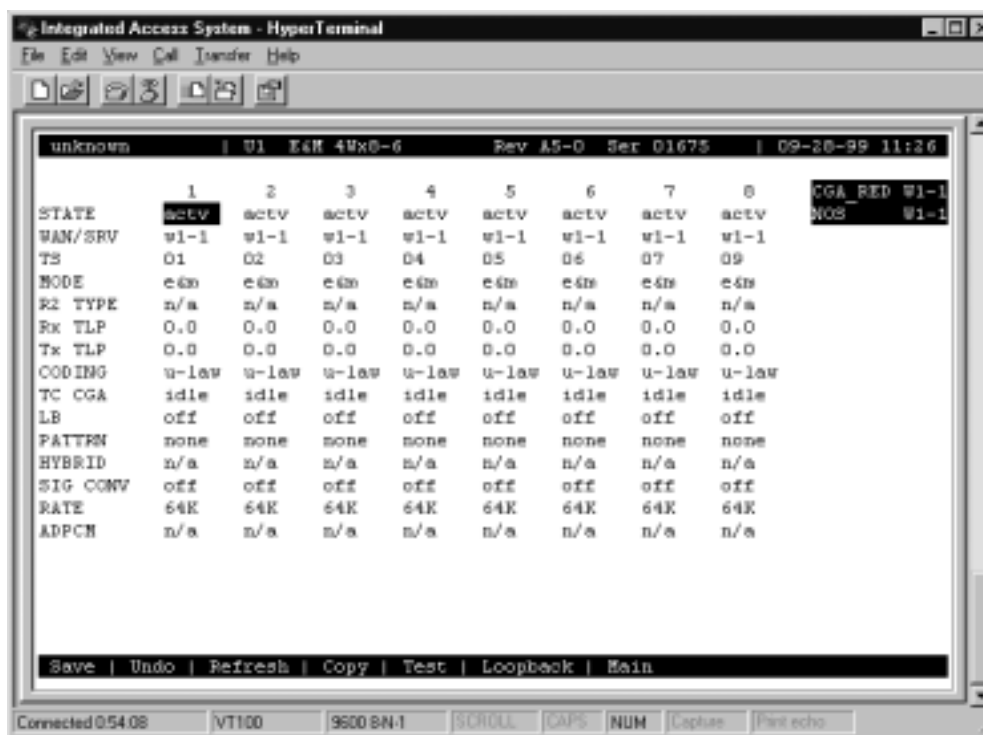 Integrated Access System - HyperTerminal
File Edit View Call Transfer Help
unknown | U1 E&M 4Wx8-6 Rev A5-0 Ser 01675 | 09-28-99 11:26
1 2 3 4 5 6 7 8 CGA_RED W1-1
STATE actv actv actv actv actv actv actv actv NOS W1-1
WAN/SRV w1-1 w1-1 w1-1 w1-1 w1-1 w1-1 w1-1 w1-1
TS 01 02 03 04 05 06 07 09
MODE e&m e&m e&m e&m e&m e&m e&m e&m
R2 TYPE n/a n/a n/a n/a n/a n/a n/a n/a
Rx TLP 0.0 0.0 0.0 0.0 0.0 0.0 0.0 0.0
Tx TLP 0.0 0.0 0.0 0.0 0.0 0.0 0.0 0.0
CODING u-law u-law u-law u-law u-law u-law u-law u-law
TC CGA idle idle idle idle idle idle idle idle
LB off off off off off off off off
PATTRN none none none none none none none none
HYBRID n/a n/a n/a n/a n/a n/a n/a n/a
SIG CONV off off off off off off off off
RATE 64K 64K 64K 64K 64K 64K 64K 64K
ADPCM n/a n/a n/a n/a n/a n/a n/a n/a
Save | Undo | Refresh | Copy | Test | Loopback | Main
Connected 0:54:08 VT100 9600 8-N-1 SCROLL CAPS NUM Capture Print echo